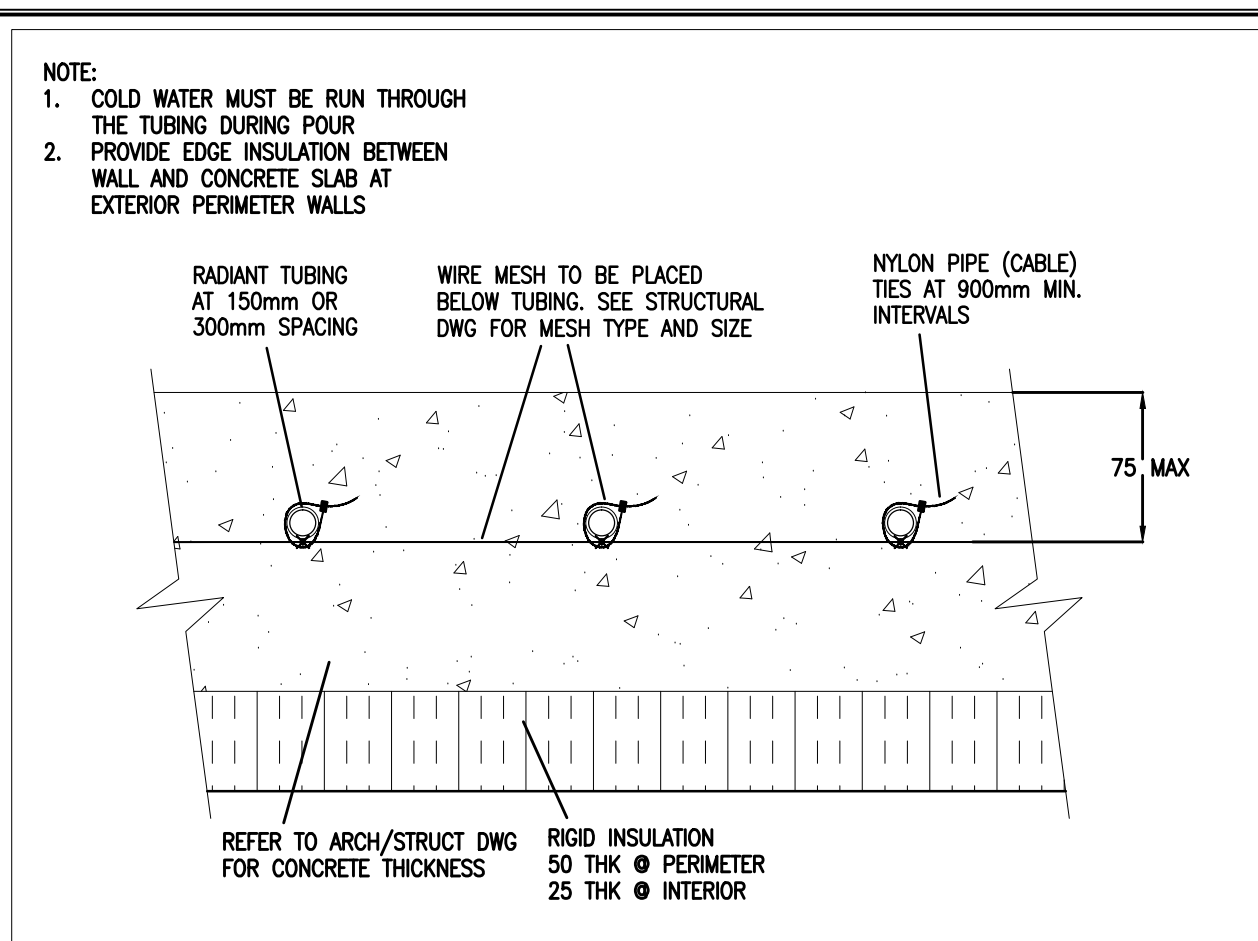 NOTE:
1. COLD WATER MUST BE RUN THROUGH
THE TUBING DURING POUR
2. PROVIDE EDGE INSULATION BETWEEN
WALL AND CONCRETE SLAB AT
EXTERIOR PERIMETER WALLS
RADIANT TUBING
AT 150mm OR
300mm SPACING
WIRE MESH TO BE PLACED
BELOW TUBING. SEE STRUCTURAL
DWG FOR MESH TYPE AND SIZE
NYLON PIPE (CABLE)
TIES AT 900mm MIN.
INTERVALS
75 MAX
REFER TO ARCH/STRUCT DWG
FOR CONCRETE THICKNESS
RIGID INSULATION
50 THK @ PERIMETER
25 THK @ INTERIOR